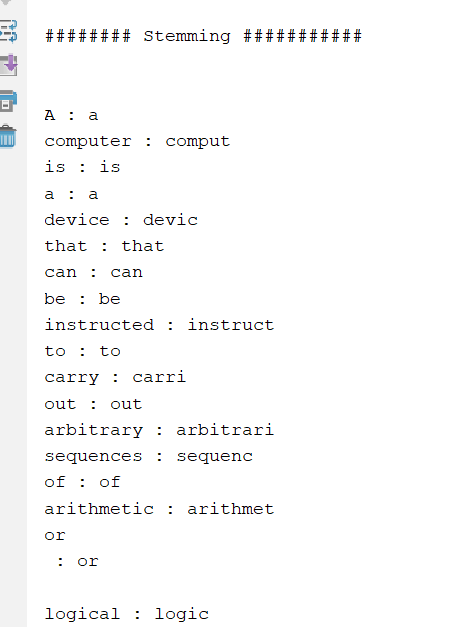 ######## Stemming ###########
A : a
computer : comput
is : is
a : a
device : devic
that : that
can : can
be : be
instructed : instruct
to : to
carry : carri
out : out
arbitrary : arbitrari
sequences : sequenc
of : of
arithmetic : arithmet
or
 : or
logical : logic